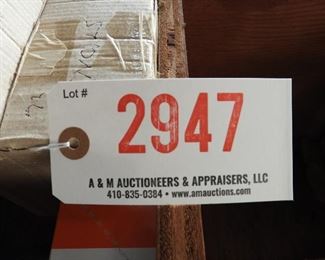 Lot #
2947
A & M AUCTIONEERS & APPRAISERS, LLC
410-835-0384 • www.amauctions.com